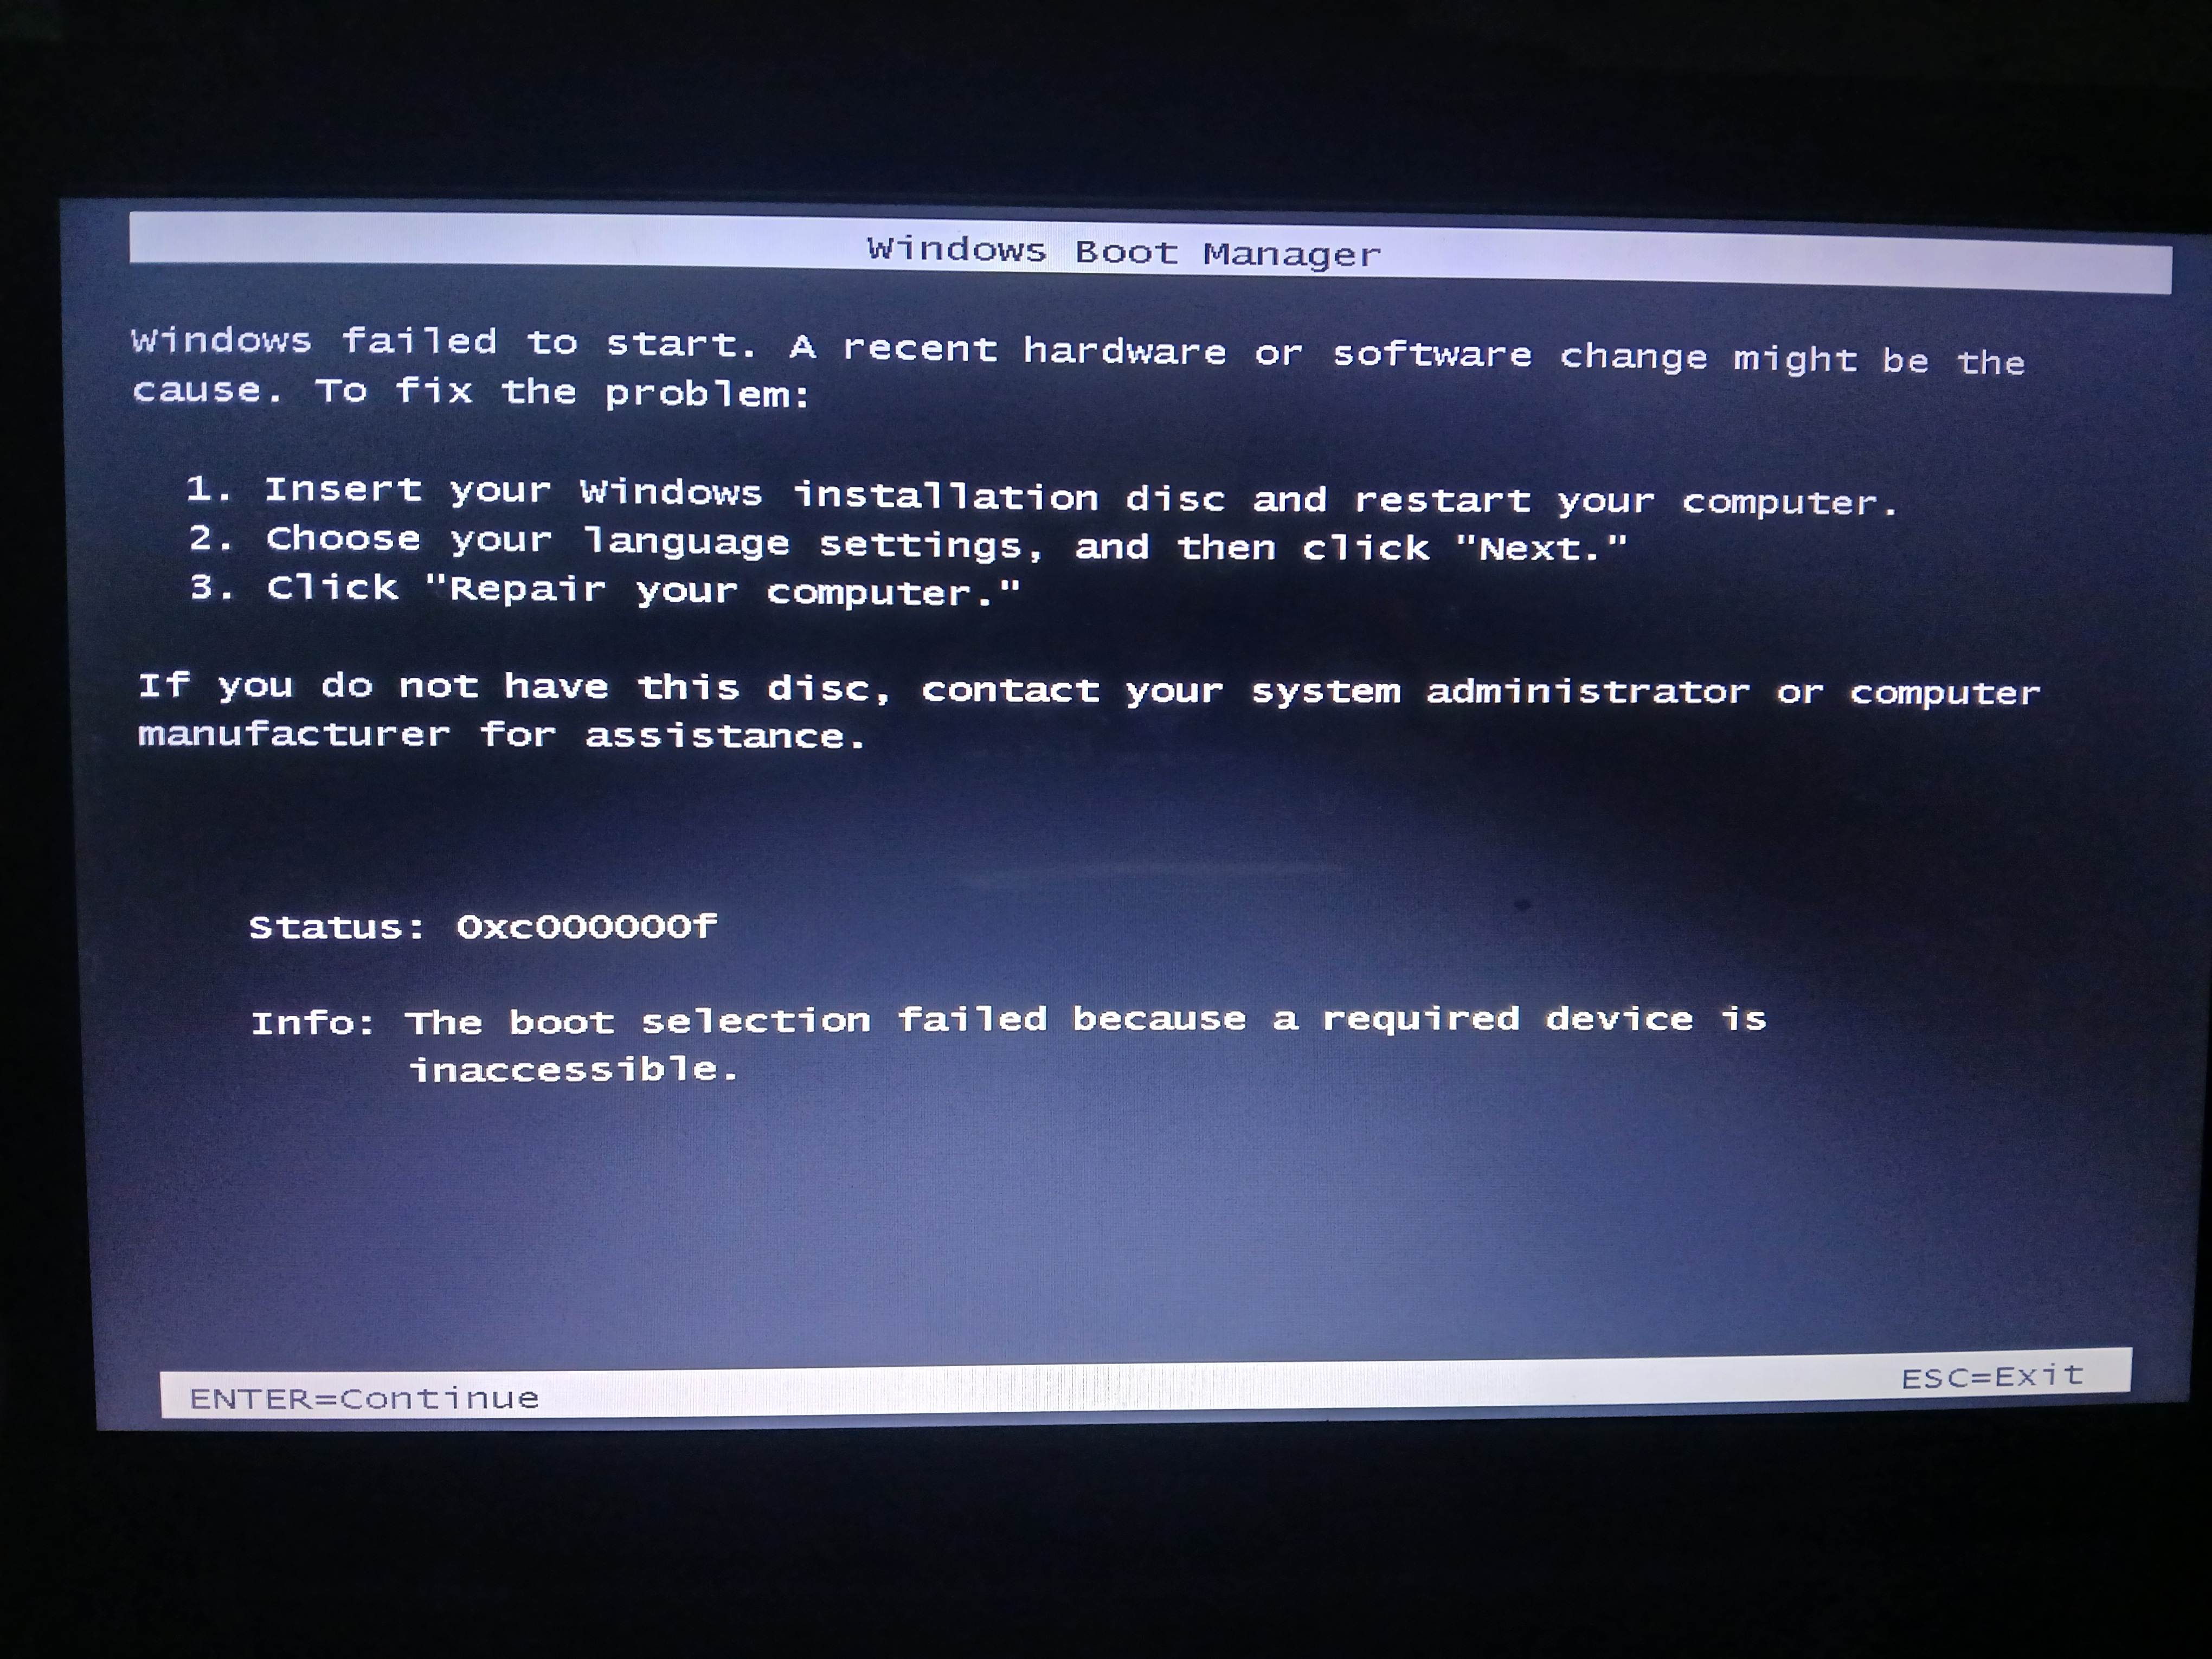 Windows Boot Manager
Windows failed to start. A recent hardware or software change might be the
cause. To fix the problem:
1. Insert your Windows installation disc and restart your computer.
2. Choose your language settings, and then click "Next."
3. Click "Repair your computer."
If you do not have this disc, contact your system administrator or computer
manufacturer for assistance.
Status: 0xc000000f
Info: The boot selection failed because a required device is
inaccessible.
ENTER=Continue ESC=Exit